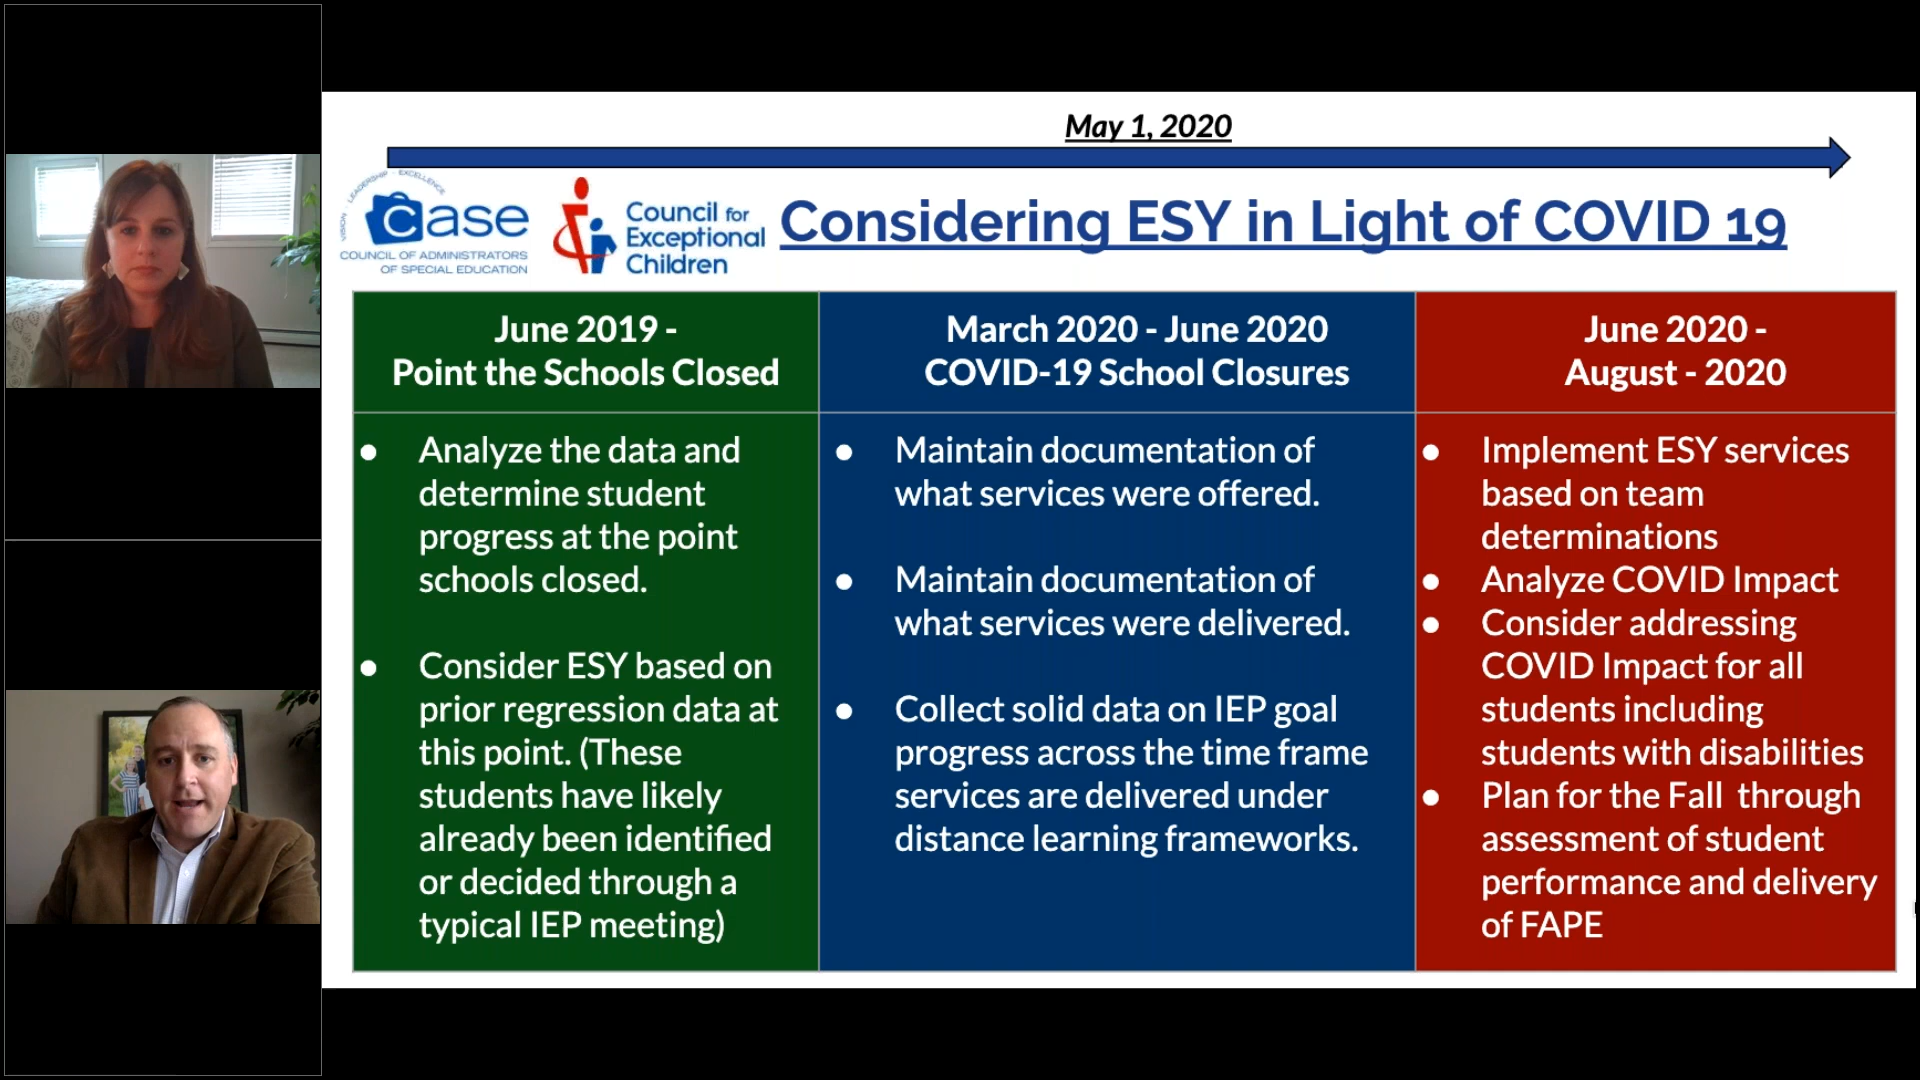 May 1, 2020
VISION · LEADERSHIP · EXCELLENCE
case
COUNCIL OF ADMINISTRATORS
OF SPECIAL EDUCATION
Council for
Exceptional
Children
Considering ESY in Light of COVID 19
June 2019 -
Point the Schools Closed
● Analyze the data and
determine student
progress at the point
schools closed.
● Consider ESY based on
prior regression data at
this point. (These
students have likely
already been identified
or decided through a
typical IEP meeting)
March 2020 - June 2020
COVID-19 School Closures
● Maintain documentation of
what services were offered.
● Maintain documentation of
what services were delivered.
● Collect solid data on IEP goal
progress across the time frame
services are delivered under
distance learning frameworks.
June 2020 -
August - 2020
● Implement ESY services
based on team
determinations
● Analyze COVID Impact
● Consider addressing
COVID Impact for all
students including
students with disabilities
● Plan for the Fall through
assessment of student
performance and delivery
of FAPE